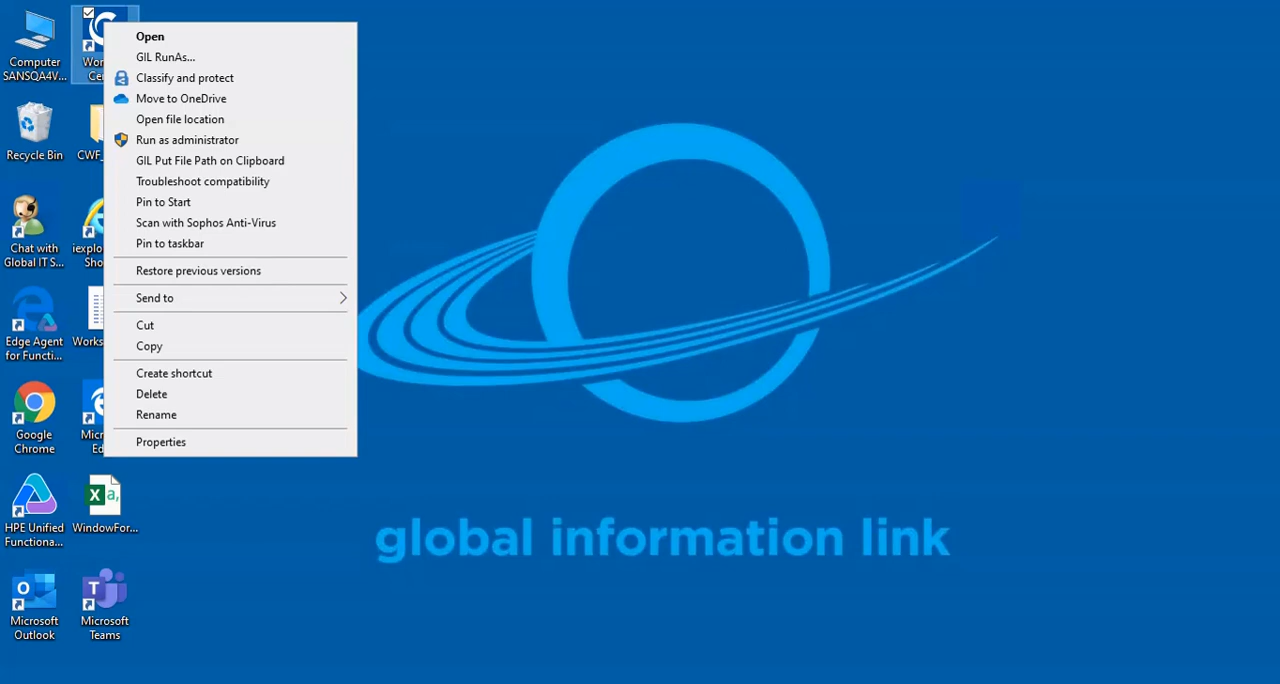 Computer
SANSQA4V...
Recycle Bin
Chat with
Global IT S...
Edge Agent
for Functi...
Google
Chrome
HPE Unified
Functiona...
Microsoft
Outlook
WindowFor...
Microsoft
Teams
Open
GIL RunAs...
Classify and protect
Move to OneDrive
Open file location
Run as administrator
GIL Put File Path on Clipboard
Troubleshoot compatibility
Pin to Start
Scan with Sophos Anti-Virus
Pin to taskbar
Restore previous versions
Send to
Cut
Copy
Create shortcut
Delete
Rename
Properties
global information link